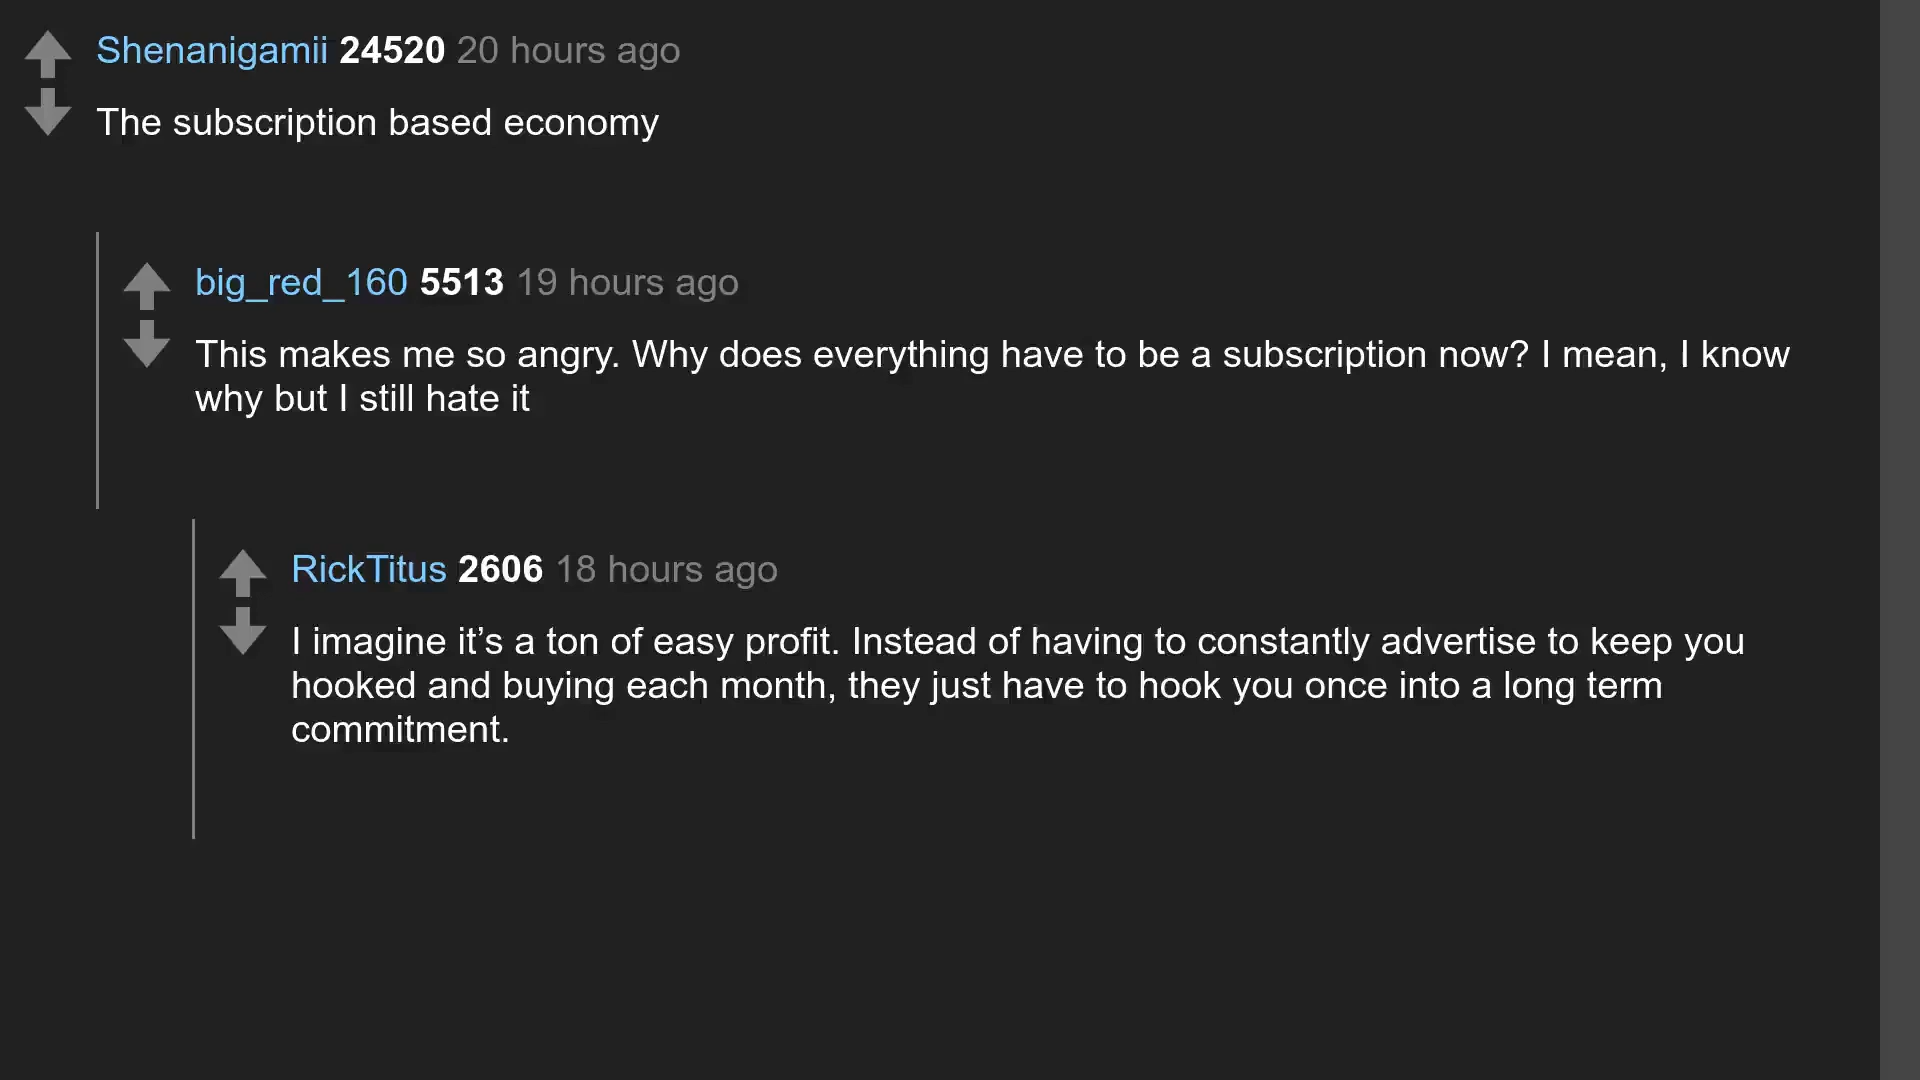 Shenanigamii 24520 20 hours ago
The subscription based economy
big_red_160 5513 19 hours ago
This makes me so angry. Why does everything have to be a subscription now? I mean, I know
why but I still hate it
RickTitus 2606 18 hours ago
I imagine it’s a ton of easy profit. Instead of having to constantly advertise to keep you
hooked and buying each month, they just have to hook you once into a long term
commitment.